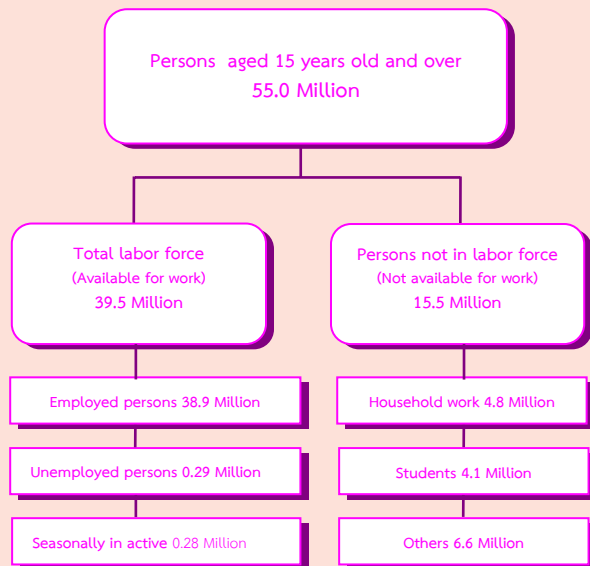 Persons aged 15 years old and over
55.0 Million
Total labor force
(Available for work)
39.5 Million
Persons not in labor force
(Not available for work)
15.5 Million
Employed persons 38.9 Million
Household work 4.8 Million
Unemployed persons 0.29 Million
Students 4.1 Million
Seasonally in active 0.28 Million
Others 6.6 Million